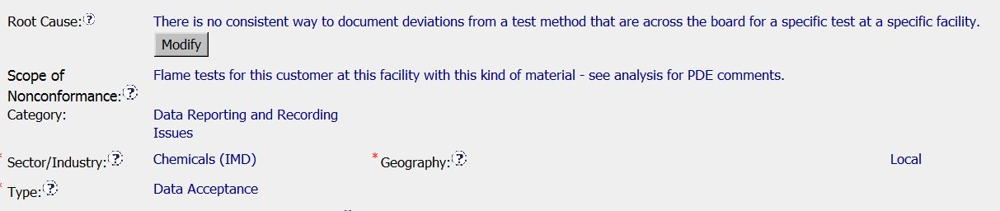 Root Cause:? There is no consistent way to document deviations from a test method that are across the board for a specific test at a specific facility.
Modify
Scope of Flame tests for this customer at this facility with this kind of material - see analysis for PDE comments.
Nonconformance:?
Category: Data Reporting and Recording
Issues
* Sector/Industry:? Chemicals (IMD) * Geography:? Local
* Type:? Data Acceptance